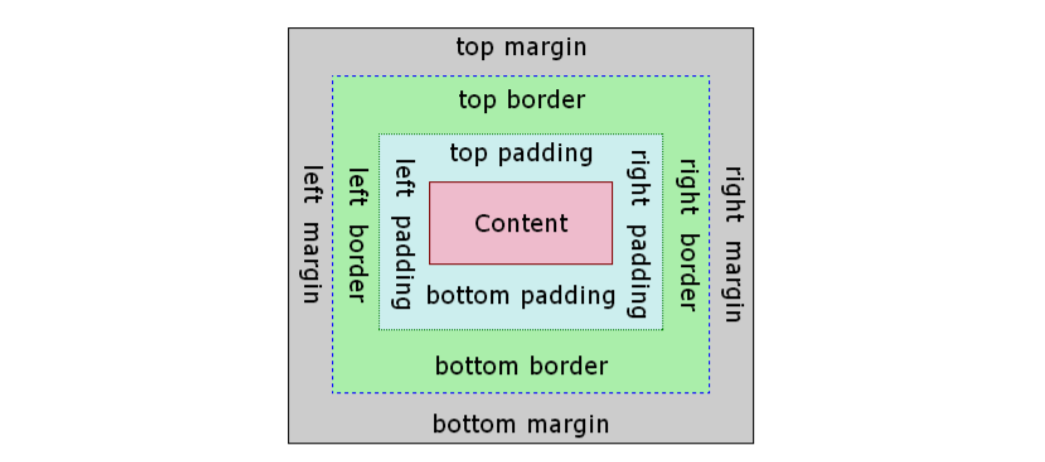 top margin
top border
top padding
left margin
left border
left padding
Content
right padding
right border
right margin
bottom padding
bottom border
bottom margin